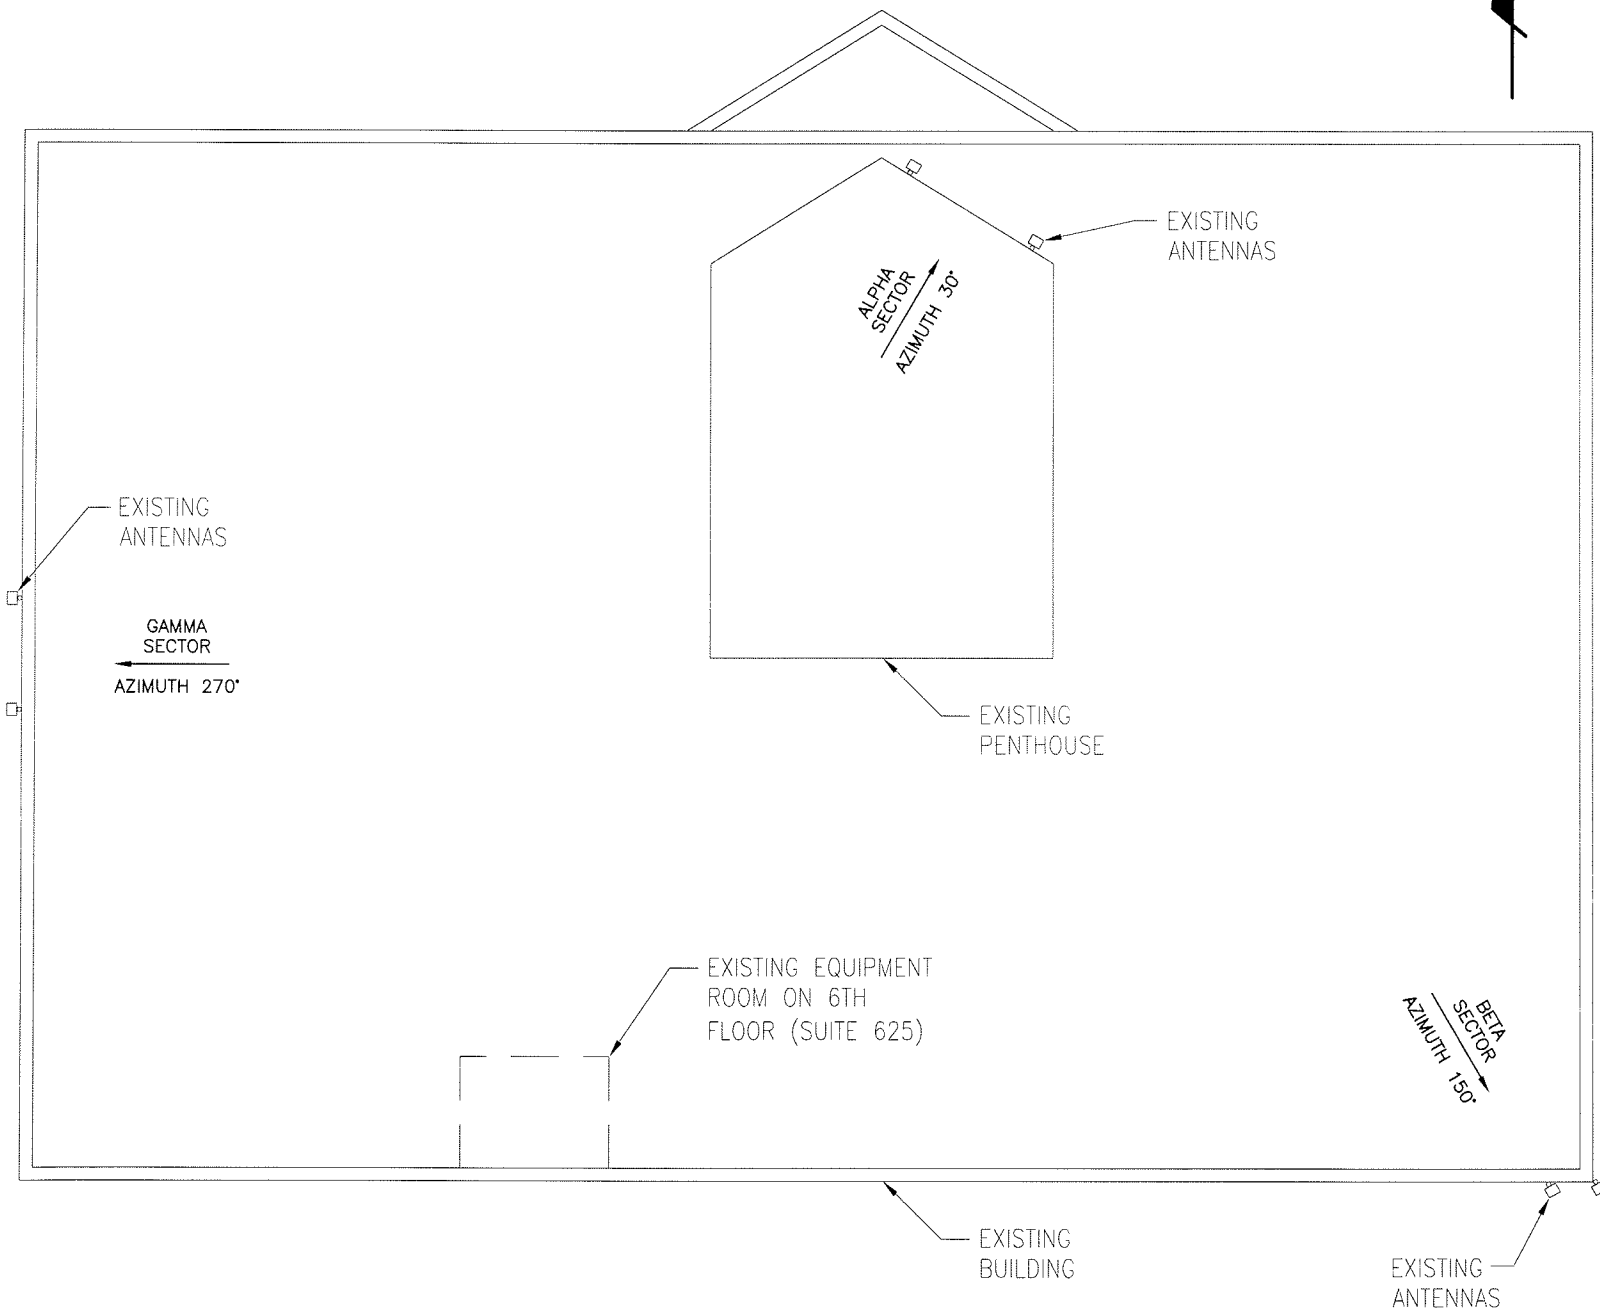 EXISTING
ANTENNAS
ALPHA
SECTOR
AZIMUTH 30°
EXISTING
ANTENNAS
GAMMA
SECTOR
AZIMUTH 270°
EXISTING
PENTHOUSE
EXISTING EQUIPMENT
ROOM ON 6TH
FLOOR (SUITE 625)
BETA
SECTOR
AZIMUTH 150°
EXISTING
BUILDING
EXISTING
ANTENNAS